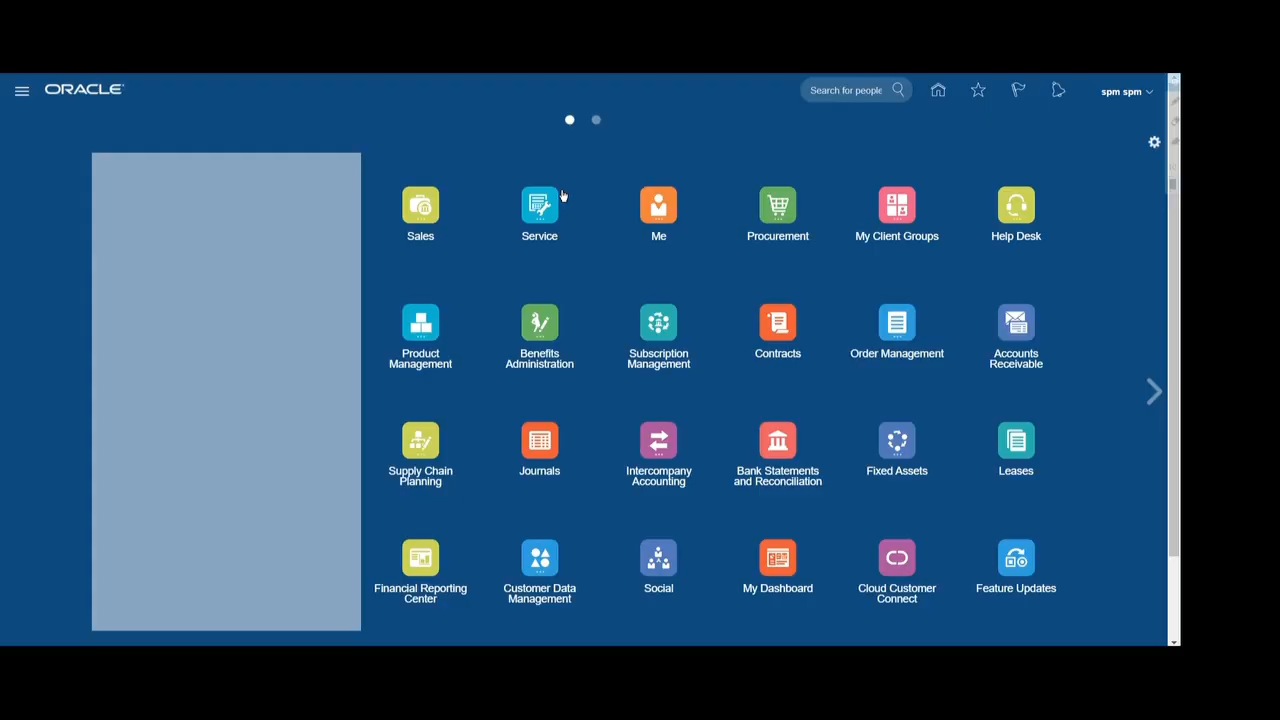 ORACLE
Search for people
spm spm
Sales
Service
Me
Procurement
My Client Groups
Help Desk
Product
Management
Benefits
Administration
Subscription
Management
Contracts
Order Management
Accounts
Receivable
Supply Chain
Planning
Journals
Intercompany
Accounting
Bank Statements
and Reconciliation
Fixed Assets
Leases
Financial Reporting
Center
Customer Data
Management
Social
My Dashboard
Cloud Customer
Connect
Feature Updates